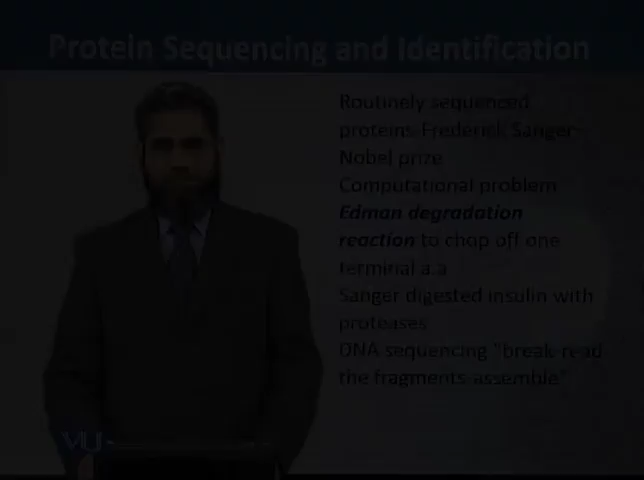 Protein Sequencing and Identification
Routinely sequenced
proteins-Frederick Sanger-
Nobel prize
Computational problem
Edman degradation
reaction to chop off one
terminal a.a
Sanger digested insulin with
proteases
DNA sequencing "break-read
the fragments-assemble"
VU